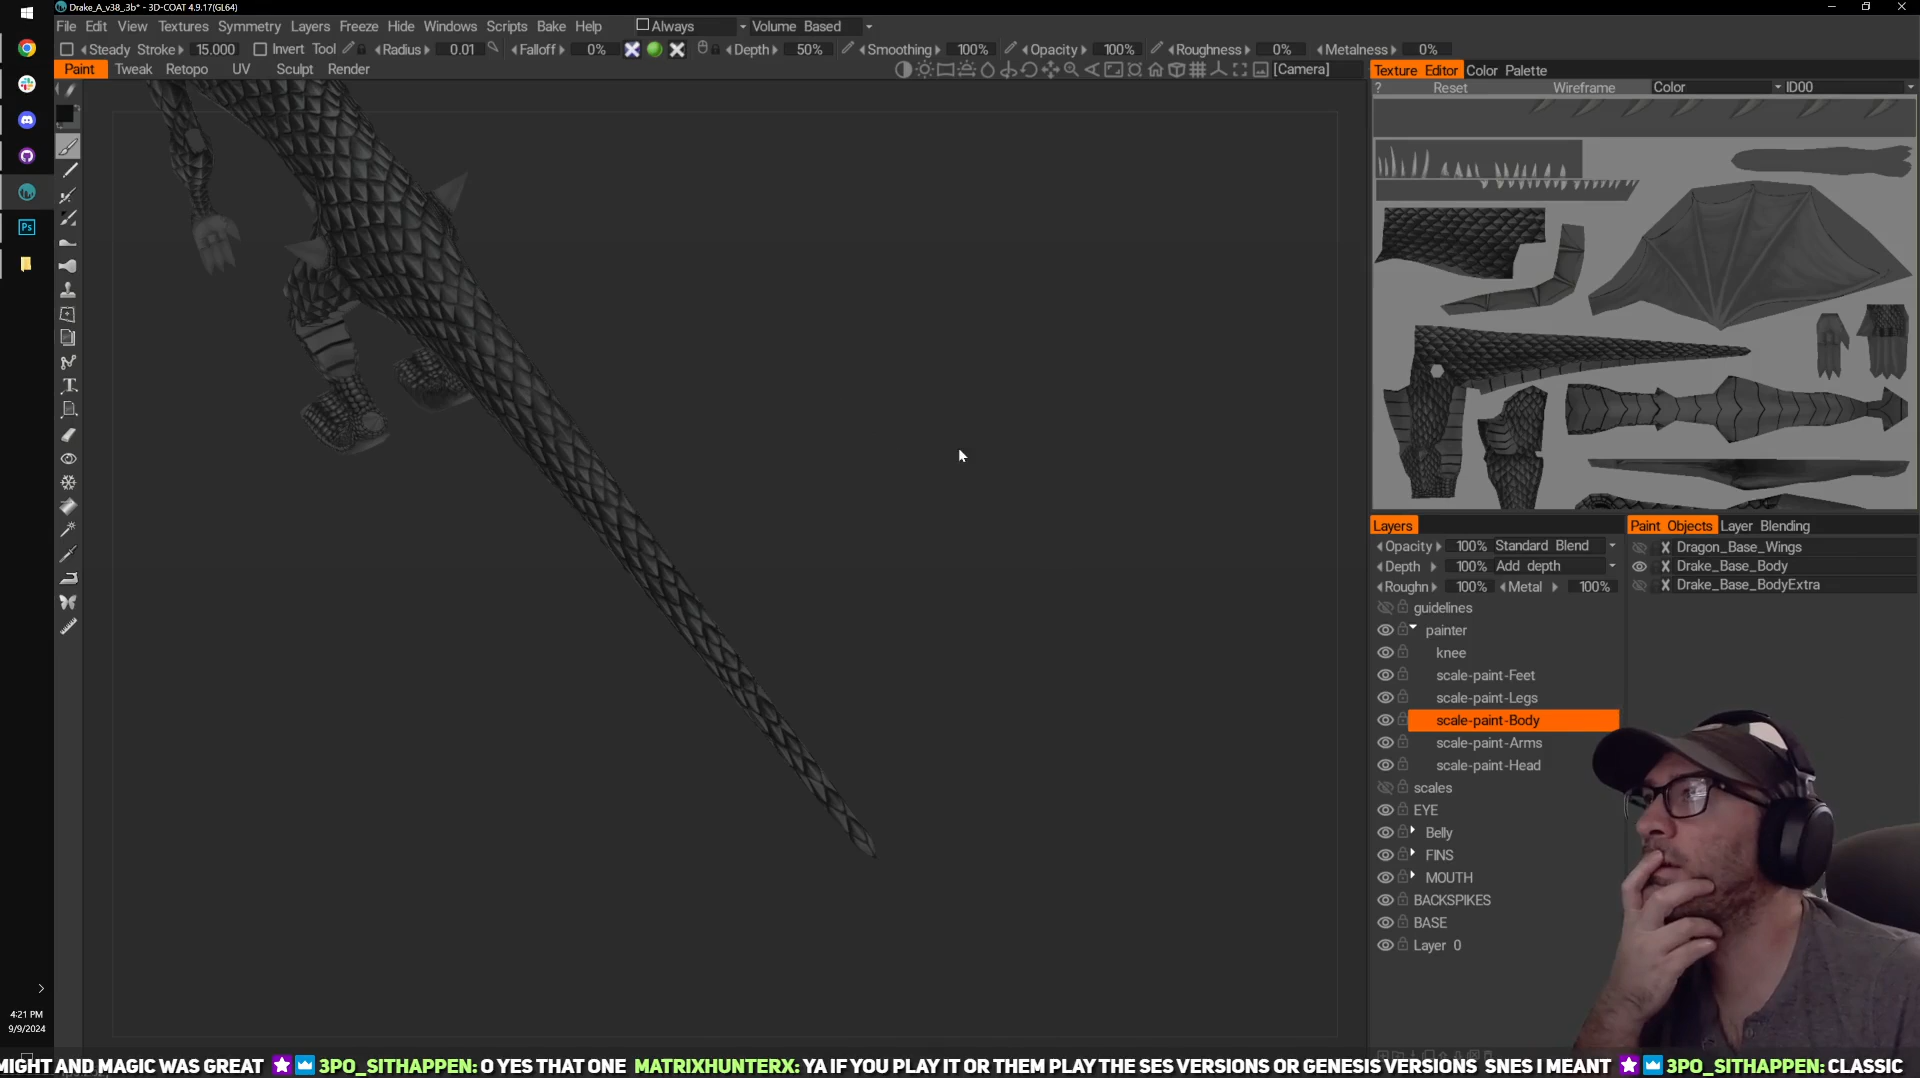 Drake_A_v38_.3b* - 3D-COAT 4.9.17(GL64)
File Edit View Textures Symmetry Layers Freeze Hide Windows Scripts Bake Help Always Volume Based
Steady Stroke 15.000 Invert Tool Radius 0.01 Falloff 0% Depth 50% Smoothing 100% Opacity 100% Roughness 0% Metalness 0%
Paint Tweak Retopo UV Sculpt Render [Camera]
Texture Editor Color Palette
? Reset Wireframe Color ID00
Ps
Layers
Opacity 100% Standard Blend
Depth 100% Add depth
Roughn 100% Metal 100%
guidelines
painter
knee
scale-paint-Feet
scale-paint-Legs
scale-paint-Body
scale-paint-Arms
scale-paint-Head
scales
EYE
Belly
FINS
MOUTH
BACKSPIKES
BASE
Layer 0
Paint Objects Layer Blending
X Dragon_Base_Wings
X Drake_Base_Body
X Drake_Base_BodyExtra
4:21 PM
9/9/2024
MIGHT AND MAGIC WAS GREAT 3PO_SITHAPPEN: O YES THAT ONE MATRIXHUNTERX: YA IF YOU PLAY IT OR THEM PLAY THE SES VERSIONS OR GENESIS VERSIONS SNES I MEANT 3PO_SITHAPPEN: CLASSIC